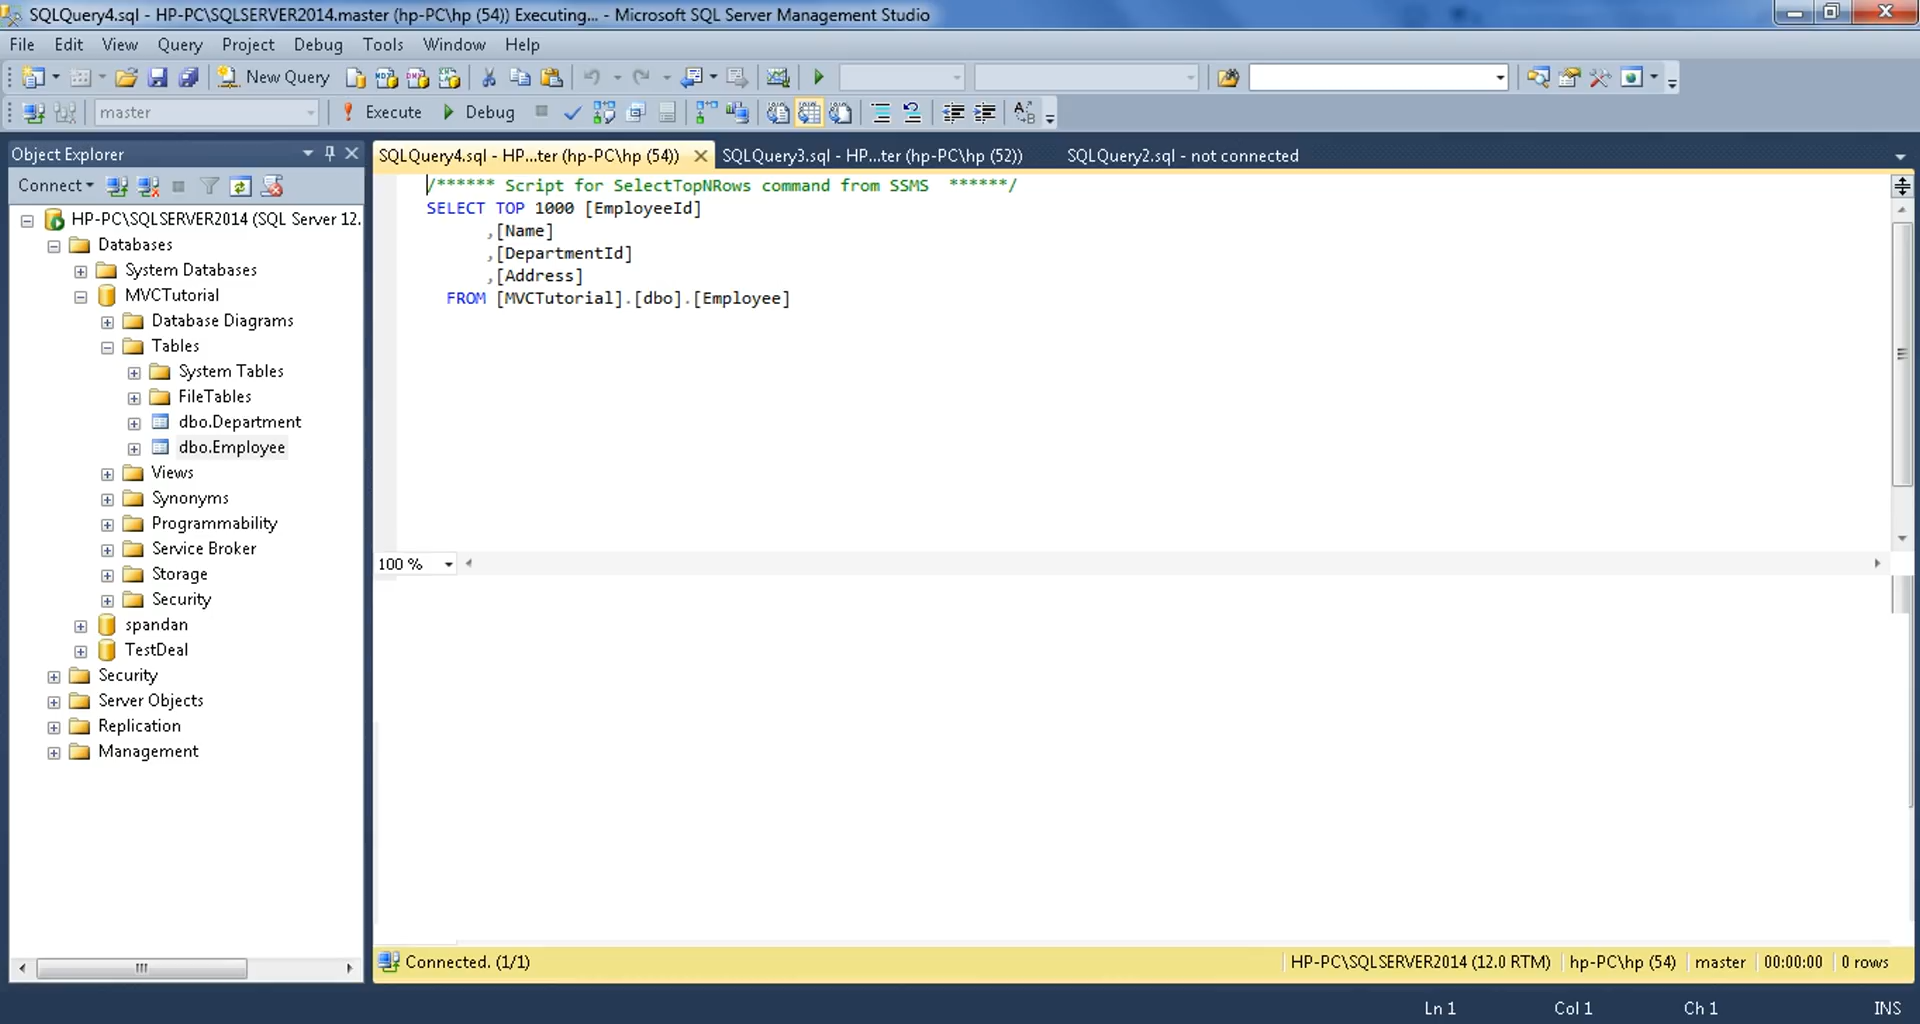 SQLQuery4.sql - HP-PC\SQLSERVER2014.master (hp-PC\hp (54)) Executing... - Microsoft SQL Server Management Studio
File Edit View Query Project Debug Tools Window Help
New Query
master Execute Debug
Object Explorer
Connect
HP-PC\SQLSERVER2014 (SQL Server 12.
Databases
System Databases
MVCTutorial
Database Diagrams
Tables
System Tables
FileTables
dbo.Department
dbo.Employee
Views
Synonyms
Programmability
Service Broker
Storage
Security
spandan
TestDeal
Security
Server Objects
Replication
Management
SQLQuery4.sql - HP...ter (hp-PC\hp (54)) SQLQuery3.sql - HP...ter (hp-PC\hp (52)) SQLQuery2.sql - not connected
/****** Script for SelectTopNRows command from SSMS ******/
SELECT TOP 1000 [EmployeeId]
,[Name]
,[DepartmentId]
,[Address]
FROM [MVCTutorial].[dbo].[Employee]
100 %
Connected. (1/1) HP-PC\SQLSERVER2014 (12.0 RTM) hp-PC\hp (54) master 00:00:00 0 rows
Ln 1 Col 1 Ch 1 INS